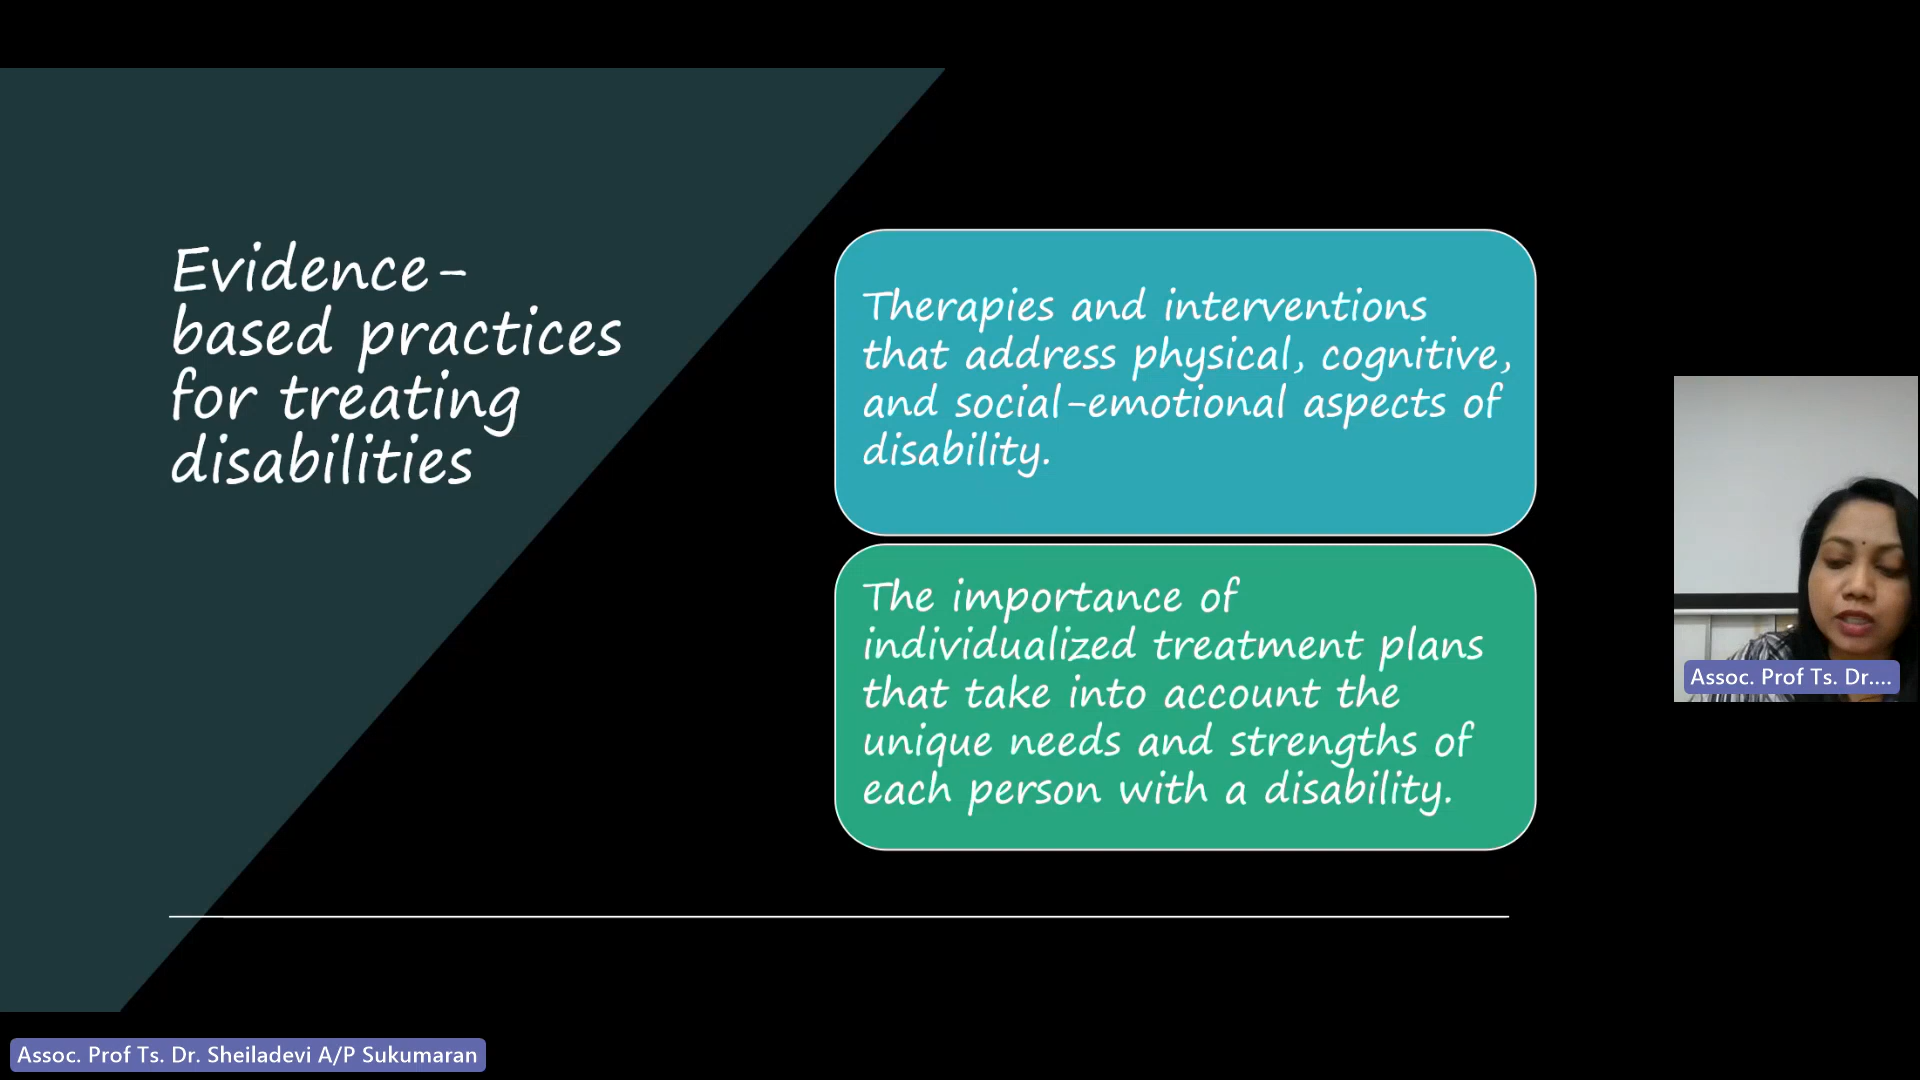 Evidence-
based practices
for treating
disabilities
Therapies and interventions
that address physical, cognitive,
and social-emotional aspects of
disability.
The importance of
individualized treatment plans
that take into account the
unique needs and strengths of
each person with a disability.
Assoc. Prof Ts. Dr....
Assoc. Prof Ts. Dr. Sheiladevi A/P Sukumaran